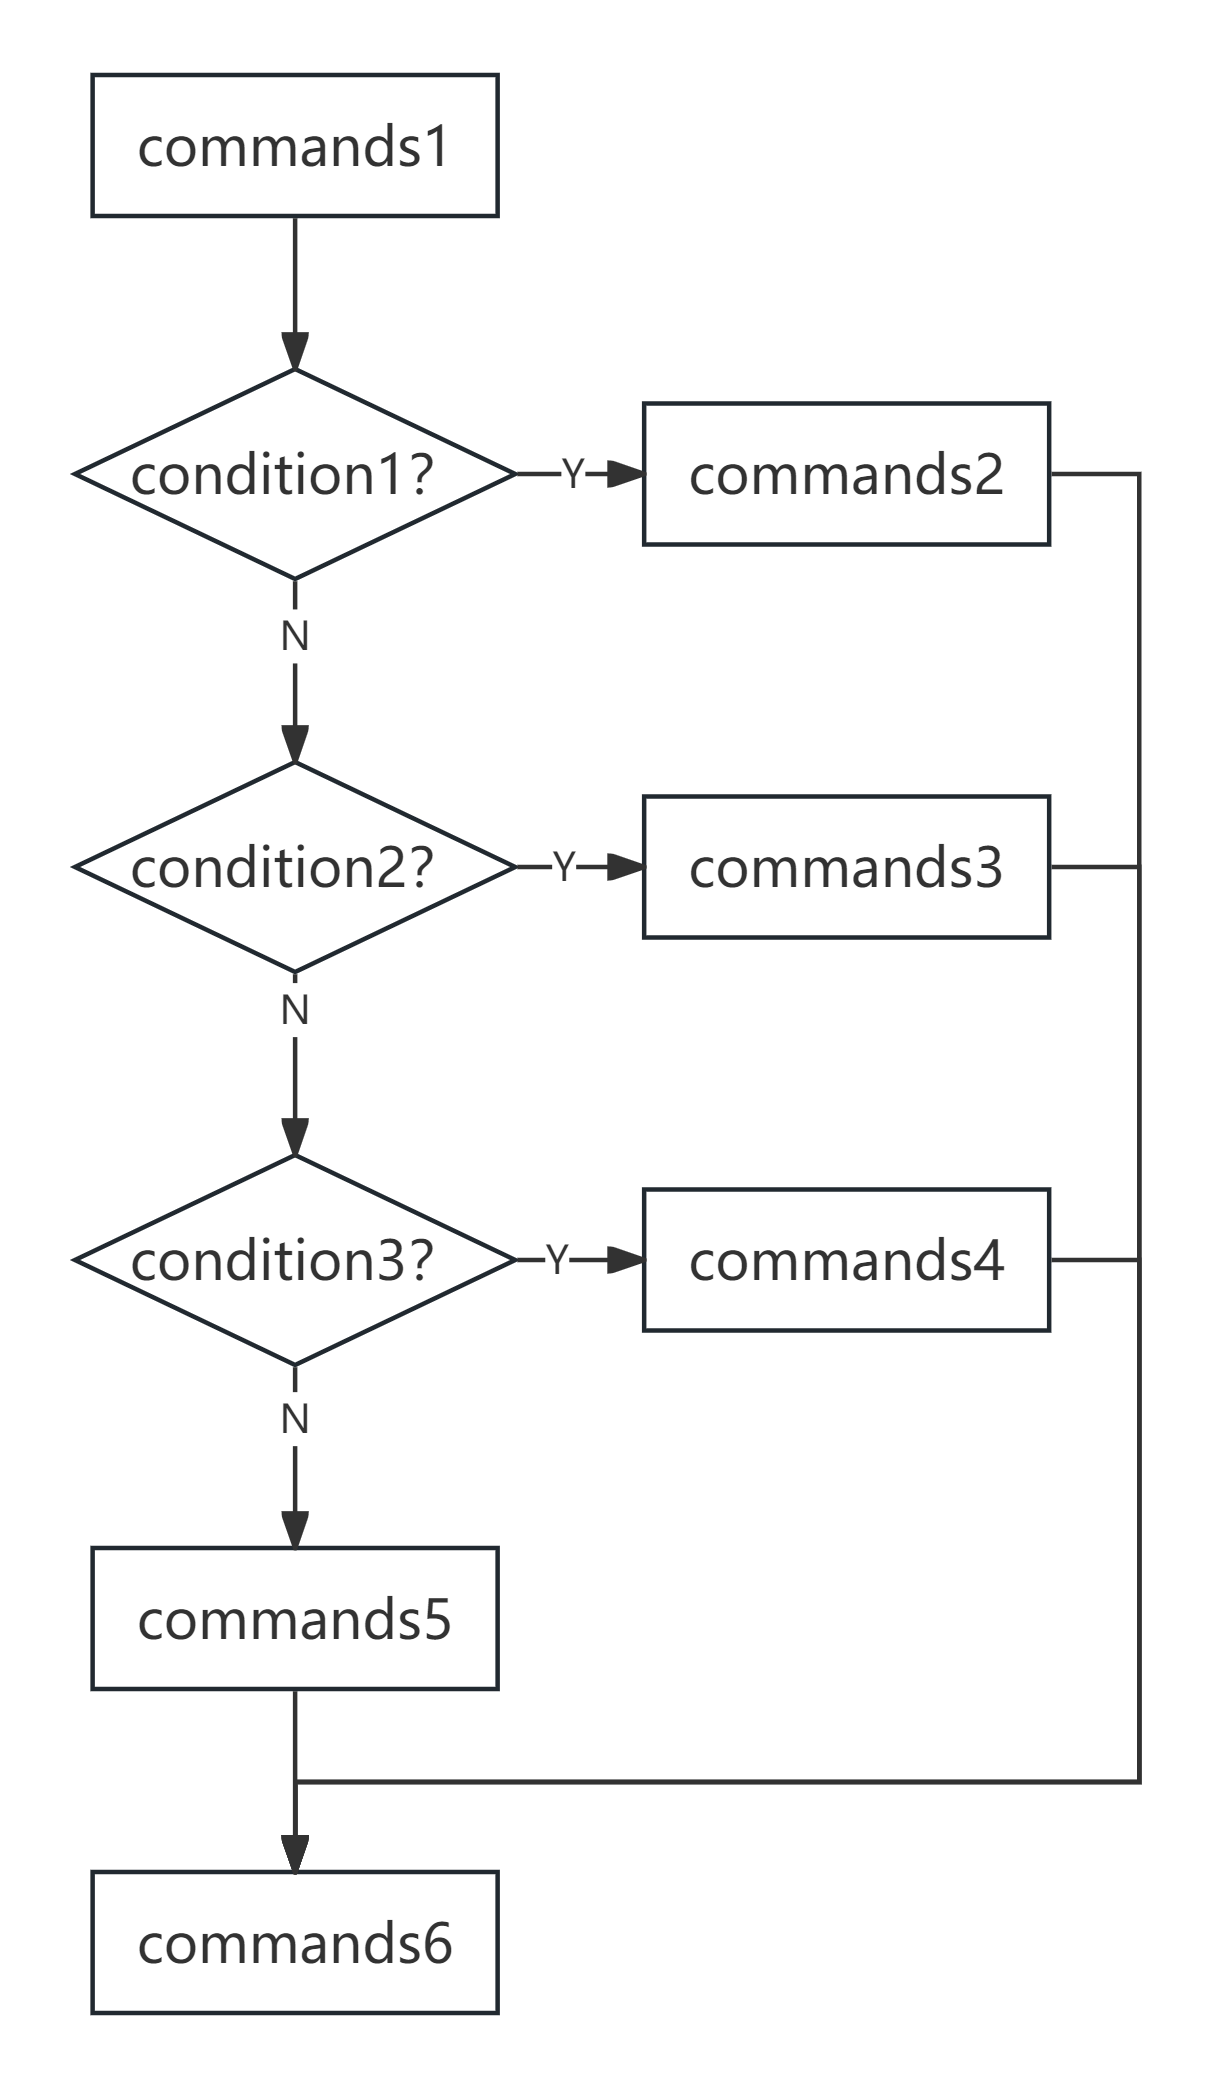 commands1
condition1?
Y
commands2
N
condition2?
Y
commands3
N
condition3?
Y
commands4
N
commands5
commands6